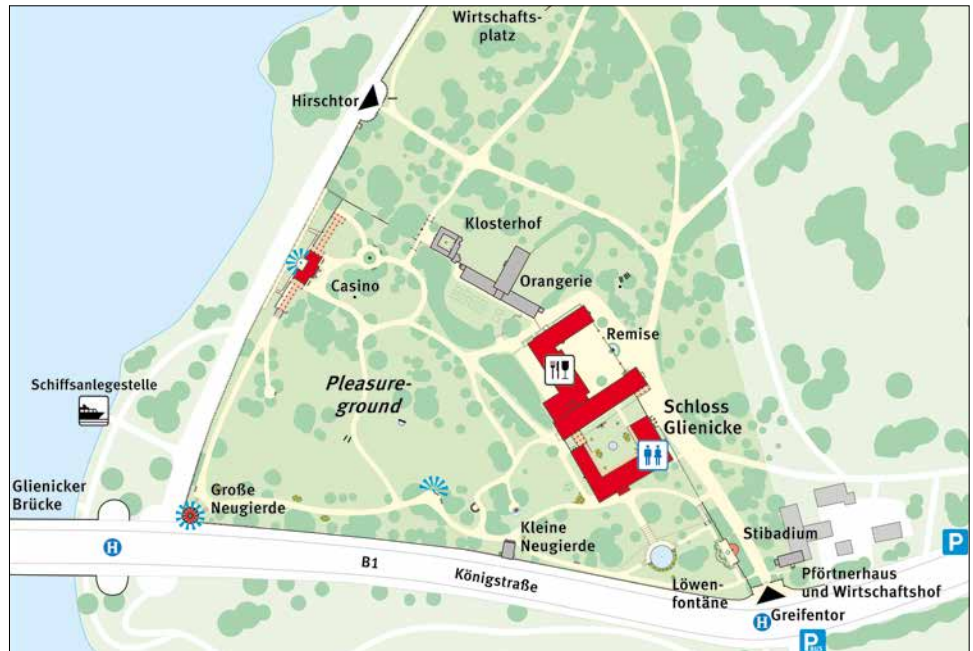 Wirtschafts-
platz
Hirschtor
Klosterhof
Orangerie
Casino
Remise
Pleasure-
ground
Schiffsanlegestelle
Schloss
Glienicke
Glienicker
Brücke
Große
Neugierde
Kleine
Neugierde
Stibadium
P
H
B1
Königstraße
Löwen-
fontäne
Pförtnerhaus
und Wirtschaftshof
H
Greifentor
P
BUS